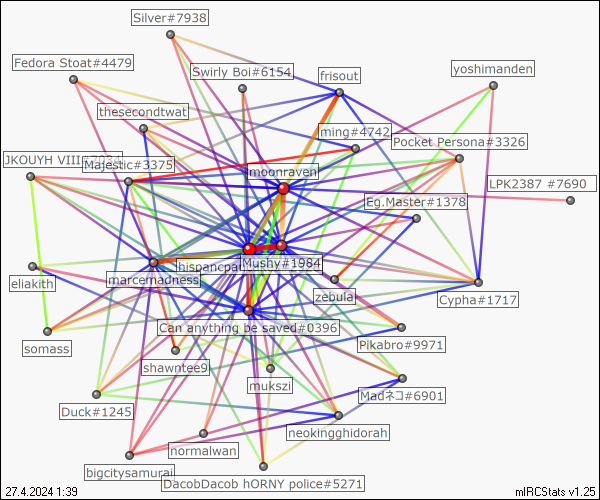 Silver#7938
Fedora Stoat#4479
Swirly Boi#6154
frisout
yoshimanden
thesecondtwat
ming#4742
Pocket Persona#3326
JKOUYH VIII
Majestic#3375
moonraven
LPK2387 #7690
Eg.Master#1378
Mushy#1984
marcemadness
eliakith
zebula
Cypha#1717
Can anything be saved#0396
Pikabro#9971
somass
shawntee9
mukszi
Madネコ#6901
Duck#1245
neokingghidorah
normalwan
bigcitysamurai
DacobDacob hORNY police#5271
27.4.2024 1:39
mIRCStats v1.25